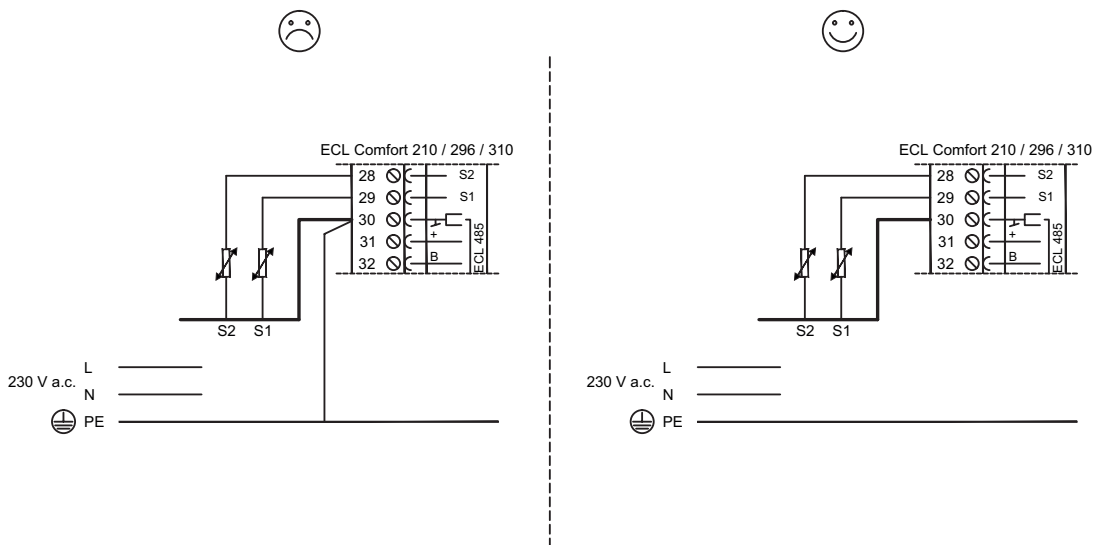 ECL Comfort 210 / 296 / 310
28 S2
29 S1
30
31 +
32 B
ECL 485
S2 S1
L
230 V a.c.
N
PE
ECL Comfort 210 / 296 / 310
28 S2
29 S1
30
31 +
32 B
ECL 485
S2 S1
L
230 V a.c.
N
PE